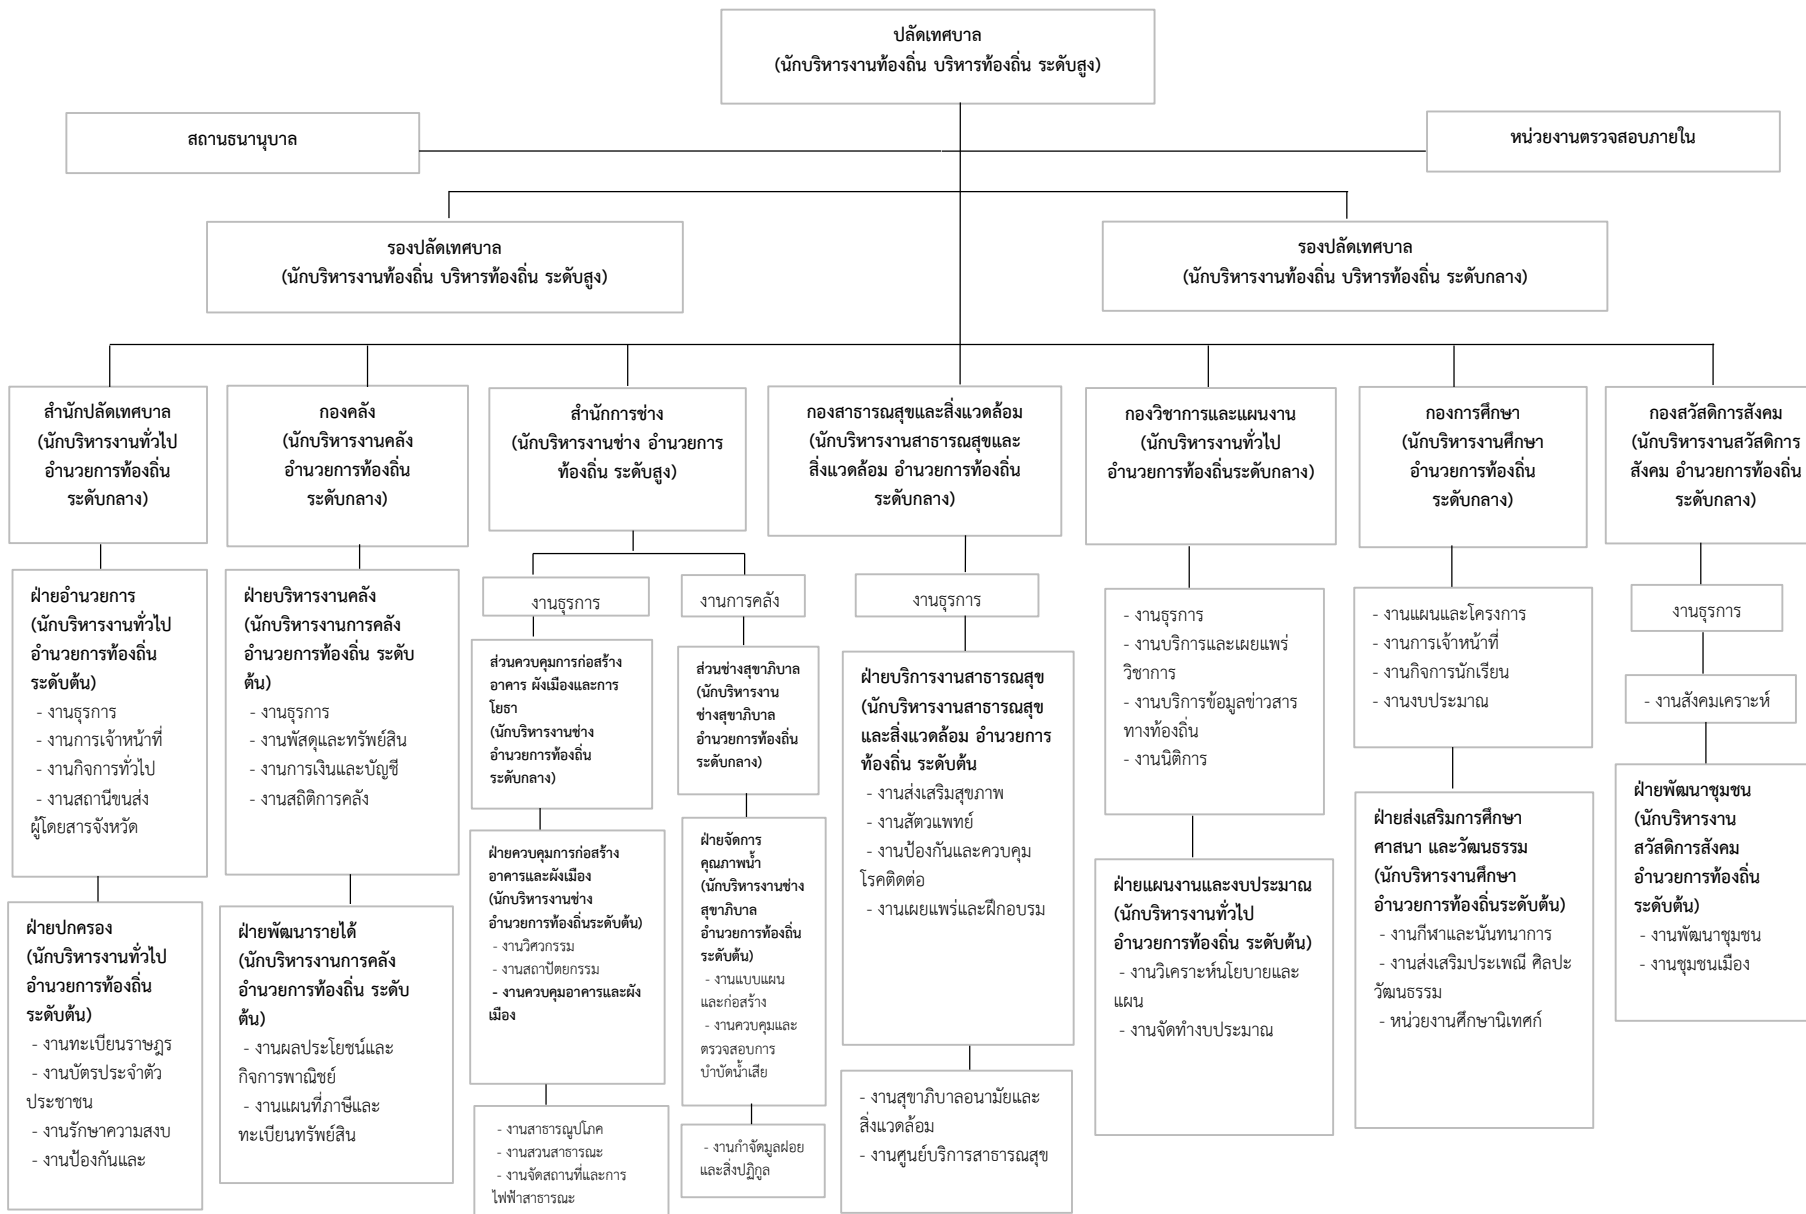 ปลัดเทศบาล
(นักบริหารงานท้องถิ่น บริหารท้องถิ่น ระดับสูง)
สถานธนานุบาล
หน่วยงานตรวจสอบภายใน
รองปลัดเทศบาล
(นักบริหารงานท้องถิ่น บริหารท้องถิ่น ระดับสูง)
รองปลัดเทศบาล
(นักบริหารงานท้องถิ่น บริหารท้องถิ่น ระดับกลาง)
สำนักปลัดเทศบาล
(นักบริหารงานทั่วไป
อำนวยการท้องถิ่น
ระดับกลาง)
กองคลัง
(นักบริหารงานคลัง
อำนวยการท้องถิ่น
ระดับกลาง)
สำนักการช่าง
(นักบริหารงานช่าง อำนวยการ
ท้องถิ่น ระดับสูง)
กองสาธารณสุขและสิ่งแวดล้อม
(นักบริหารงานสาธารณสุขและ
สิ่งแวดล้อม อำนวยการท้องถิ่น
ระดับกลาง)
กองวิชาการและแผนงาน
(นักบริหารงานทั่วไป
อำนวยการท้องถิ่นระดับกลาง)
กองการศึกษา
(นักบริหารงานศึกษา
อำนวยการท้องถิ่น
ระดับกลาง)
กองสวัสดิการสังคม
(นักบริหารงานสวัสดิการ
สังคม อำนวยการท้องถิ่น
ระดับกลาง)
ฝ่ายอำนวยการ
(นักบริหารงานทั่วไป
อำนวยการท้องถิ่น
ระดับต้น)
- งานธุรการ
- งานการเจ้าหน้าที่
- งานกิจการทั่วไป
- งานสถานีขนส่ง
ผู้โดยสารจังหวัด
ฝ่ายปกครอง
(นักบริหารงานทั่วไป
อำนวยการท้องถิ่น
ระดับต้น)
- งานทะเบียนราษฎร
- งานบัตรประจำตัว
ประชาชน
- งานรักษาความสงบ
- งานป้องกันและ
ฝ่ายบริหารงานคลัง
(นักบริหารงานการคลัง
อำนวยการท้องถิ่น ระดับ
ต้น)
- งานธุรการ
- งานพัสดุและทรัพย์สิน
- งานการเงินและบัญชี
- งานสถิติการคลัง
ฝ่ายพัฒนารายได้
(นักบริหารงานการคลัง
อำนวยการท้องถิ่น ระดับ
ต้น)
- งานผลประโยชน์และ
กิจการพาณิชย์
- งานแผนที่ภาษีและ
ทะเบียนทรัพย์สิน
งานธุรการ
ส่วนควบคุมการก่อสร้าง
อาคาร ผังเมืองและการ
โยธา
(นักบริหารงานช่าง
อำนวยการท้องถิ่น
ระดับกลาง)
ฝ่ายควบคุมการก่อสร้าง
อาคารและผังเมือง
(นักบริหารงานช่าง
อำนวยการท้องถิ่นระดับต้น)
- งานวิศวกรรม
- งานสถาปัตยกรรม
- งานควบคุมอาคารและผัง
เมือง
- งานสาธารณูปโภค
- งานสวนสาธารณะ
- งานจัดสถานที่และการ
ไฟฟ้าสาธารณะ
งานการคลัง
ส่วนช่างสุขาภิบาล
(นักบริหารงาน
ช่างสุขาภิบาล
อำนวยการท้องถิ่น
ระดับกลาง)
ฝ่ายจัดการ
คุณภาพน้ำ
(นักบริหารงานช่าง
สุขาภิบาล
อำนวยการท้องถิ่น
ระดับต้น)
- งานแบบแผน
และก่อสร้าง
- งานควบคุมและ
ตรวจสอบการ
บำบัดน้ำเสีย
- งานกำจัดมูลฝอย
และสิ่งปฏิกูล
งานธุรการ
ฝ่ายบริการงานสาธารณสุข
(นักบริหารงานสาธารณสุข
และสิ่งแวดล้อม อำนวยการ
ท้องถิ่น ระดับต้น
- งานส่งเสริมสุขภาพ
- งานสัตวแพทย์
- งานป้องกันและควบคุม
โรคติดต่อ
- งานเผยแพร่และฝึกอบรม
- งานสุขาภิบาลอนามัยและ
สิ่งแวดล้อม
- งานศูนย์บริการสาธารณสุข
- งานธุรการ
- งานบริการและเผยแพร่
วิชาการ
- งานบริการข้อมูลข่าวสาร
ทางท้องถิ่น
- งานนิติการ
ฝ่ายแผนงานและงบประมาณ
(นักบริหารงานทั่วไป
อำนวยการท้องถิ่น ระดับต้น)
- งานวิเคราะห์นโยบายและ
แผน
- งานจัดทำงบประมาณ
- งานแผนและโครงการ
- งานการเจ้าหน้าที่
- งานกิจการนักเรียน
- งานงบประมาณ
ฝ่ายส่งเสริมการศึกษา
ศาสนา และวัฒนธรรม
(นักบริหารงานศึกษา
อำนวยการท้องถิ่นระดับต้น)
- งานกีฬาและนันทนาการ
- งานส่งเสริมประเพณี ศิลปะ
วัฒนธรรม
- หน่วยงานศึกษานิเทศก์
งานธุรการ
- งานสังคมเคราะห์
ฝ่ายพัฒนาชุมชน
(นักบริหารงาน
สวัสดิการสังคม
อำนวยการท้องถิ่น
ระดับต้น)
- งานพัฒนาชุมชน
- งานชุมชนเมือง